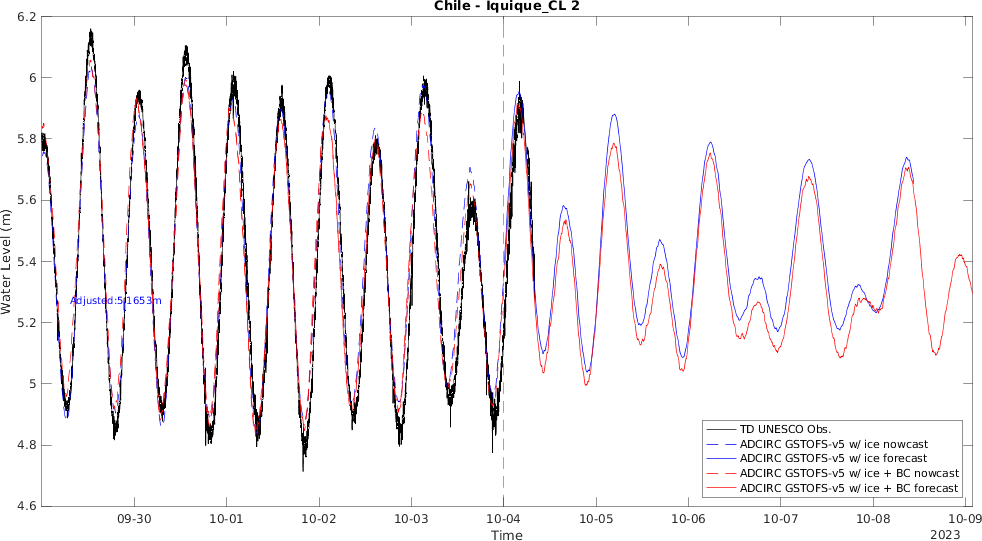 Chile - Iquique_CL 2
6.2
6
5.8
5.6
5.4
5.2
5
4.8
4.6
Water Level (m)
Adjusted:5.1653m
TD UNESCO Obs.
ADCIRC GSTOFS-v5 w/ ice nowcast
ADCIRC GSTOFS-v5 w/ ice forecast
ADCIRC GSTOFS-v5 w/ ice + BC nowcast
ADCIRC GSTOFS-v5 w/ ice + BC forecast
09-30 10-01 10-02 10-03 10-04 10-05 10-06 10-07 10-08 10-09
Time
2023